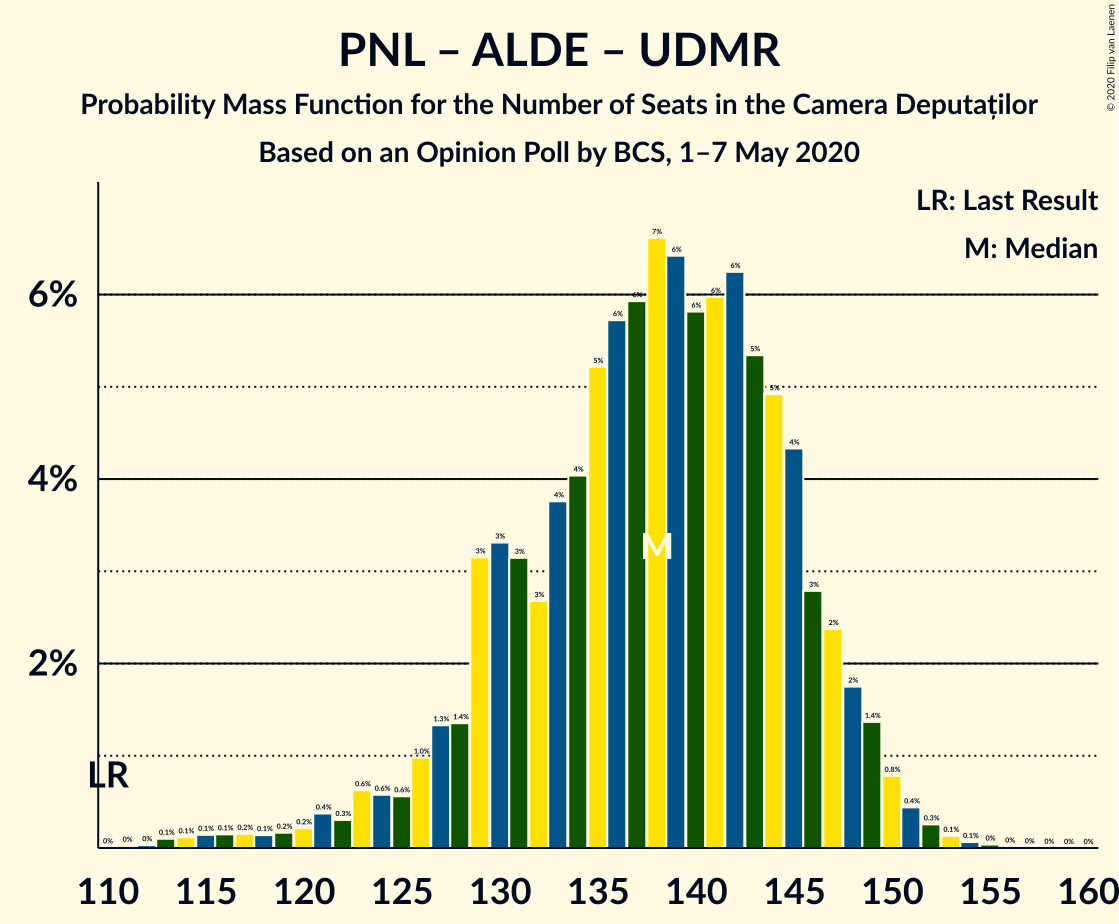 PNL – ALDE – UDMR
Probability Mass Function for the Number of Seats in the Camera Deputaților
Based on an Opinion Poll by BCS, 1–7 May 2020
© 2020 Filip van Laenen
LR: Last Result
M: Median
6%
4%
2%
LR
M
0% 0% 0% 0.1% 0.1% 0.1% 0.1% 0.2% 0.1% 0.2% 0.2% 0.4% 0.3% 0.6% 0.6% 0.6% 1.0% 1.3% 1.4% 3% 3% 3% 3% 4% 4% 5% 6% 6% 7% 6% 6% 6% 6% 5% 5% 4% 3% 2% 2% 1.4% 0.8% 0.4% 0.3% 0.1% 0.1% 0% 0% 0% 0% 0% 0%
110 115 120 125 130 135 140 145 150 155 160